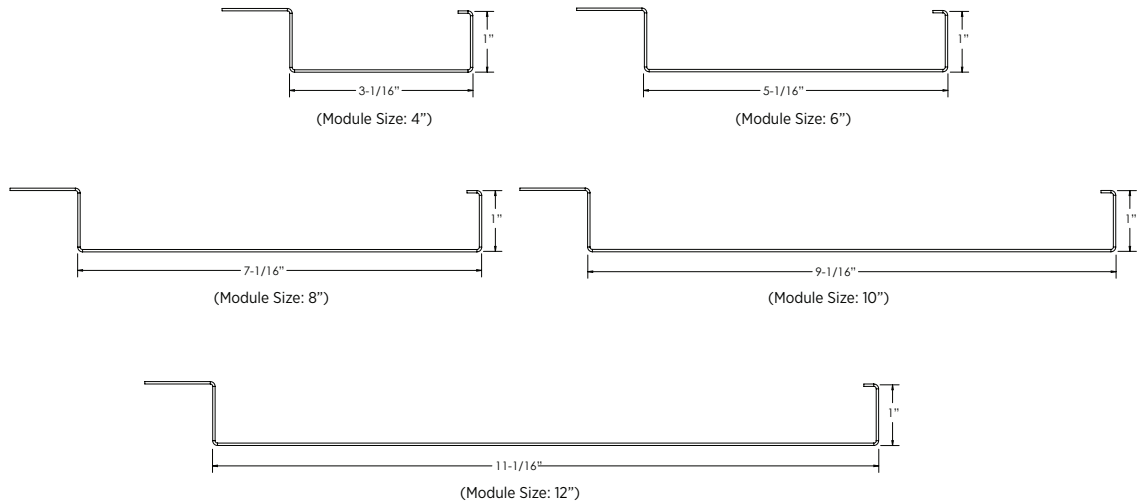 1”
3-1/16”
(Module Size: 4”)
1”
5-1/16”
(Module Size: 6”)
1”
7-1/16”
(Module Size: 8”)
1”
9-1/16”
(Module Size: 10”)
1”
11-1/16”
(Module Size: 12”)